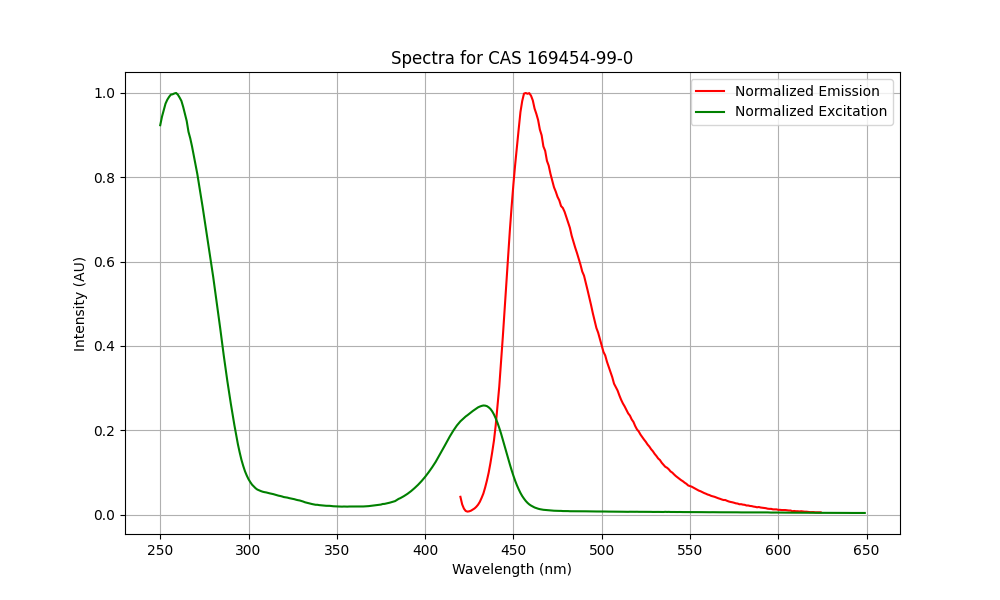 Spectra for CAS 169454-99-0
Normalized Emission
Normalized Excitation
1.0
0.8
0.6
0.4
0.2
0.0
Intensity (AU)
250 300 350 400 450 500 550 600 650
Wavelength (nm)